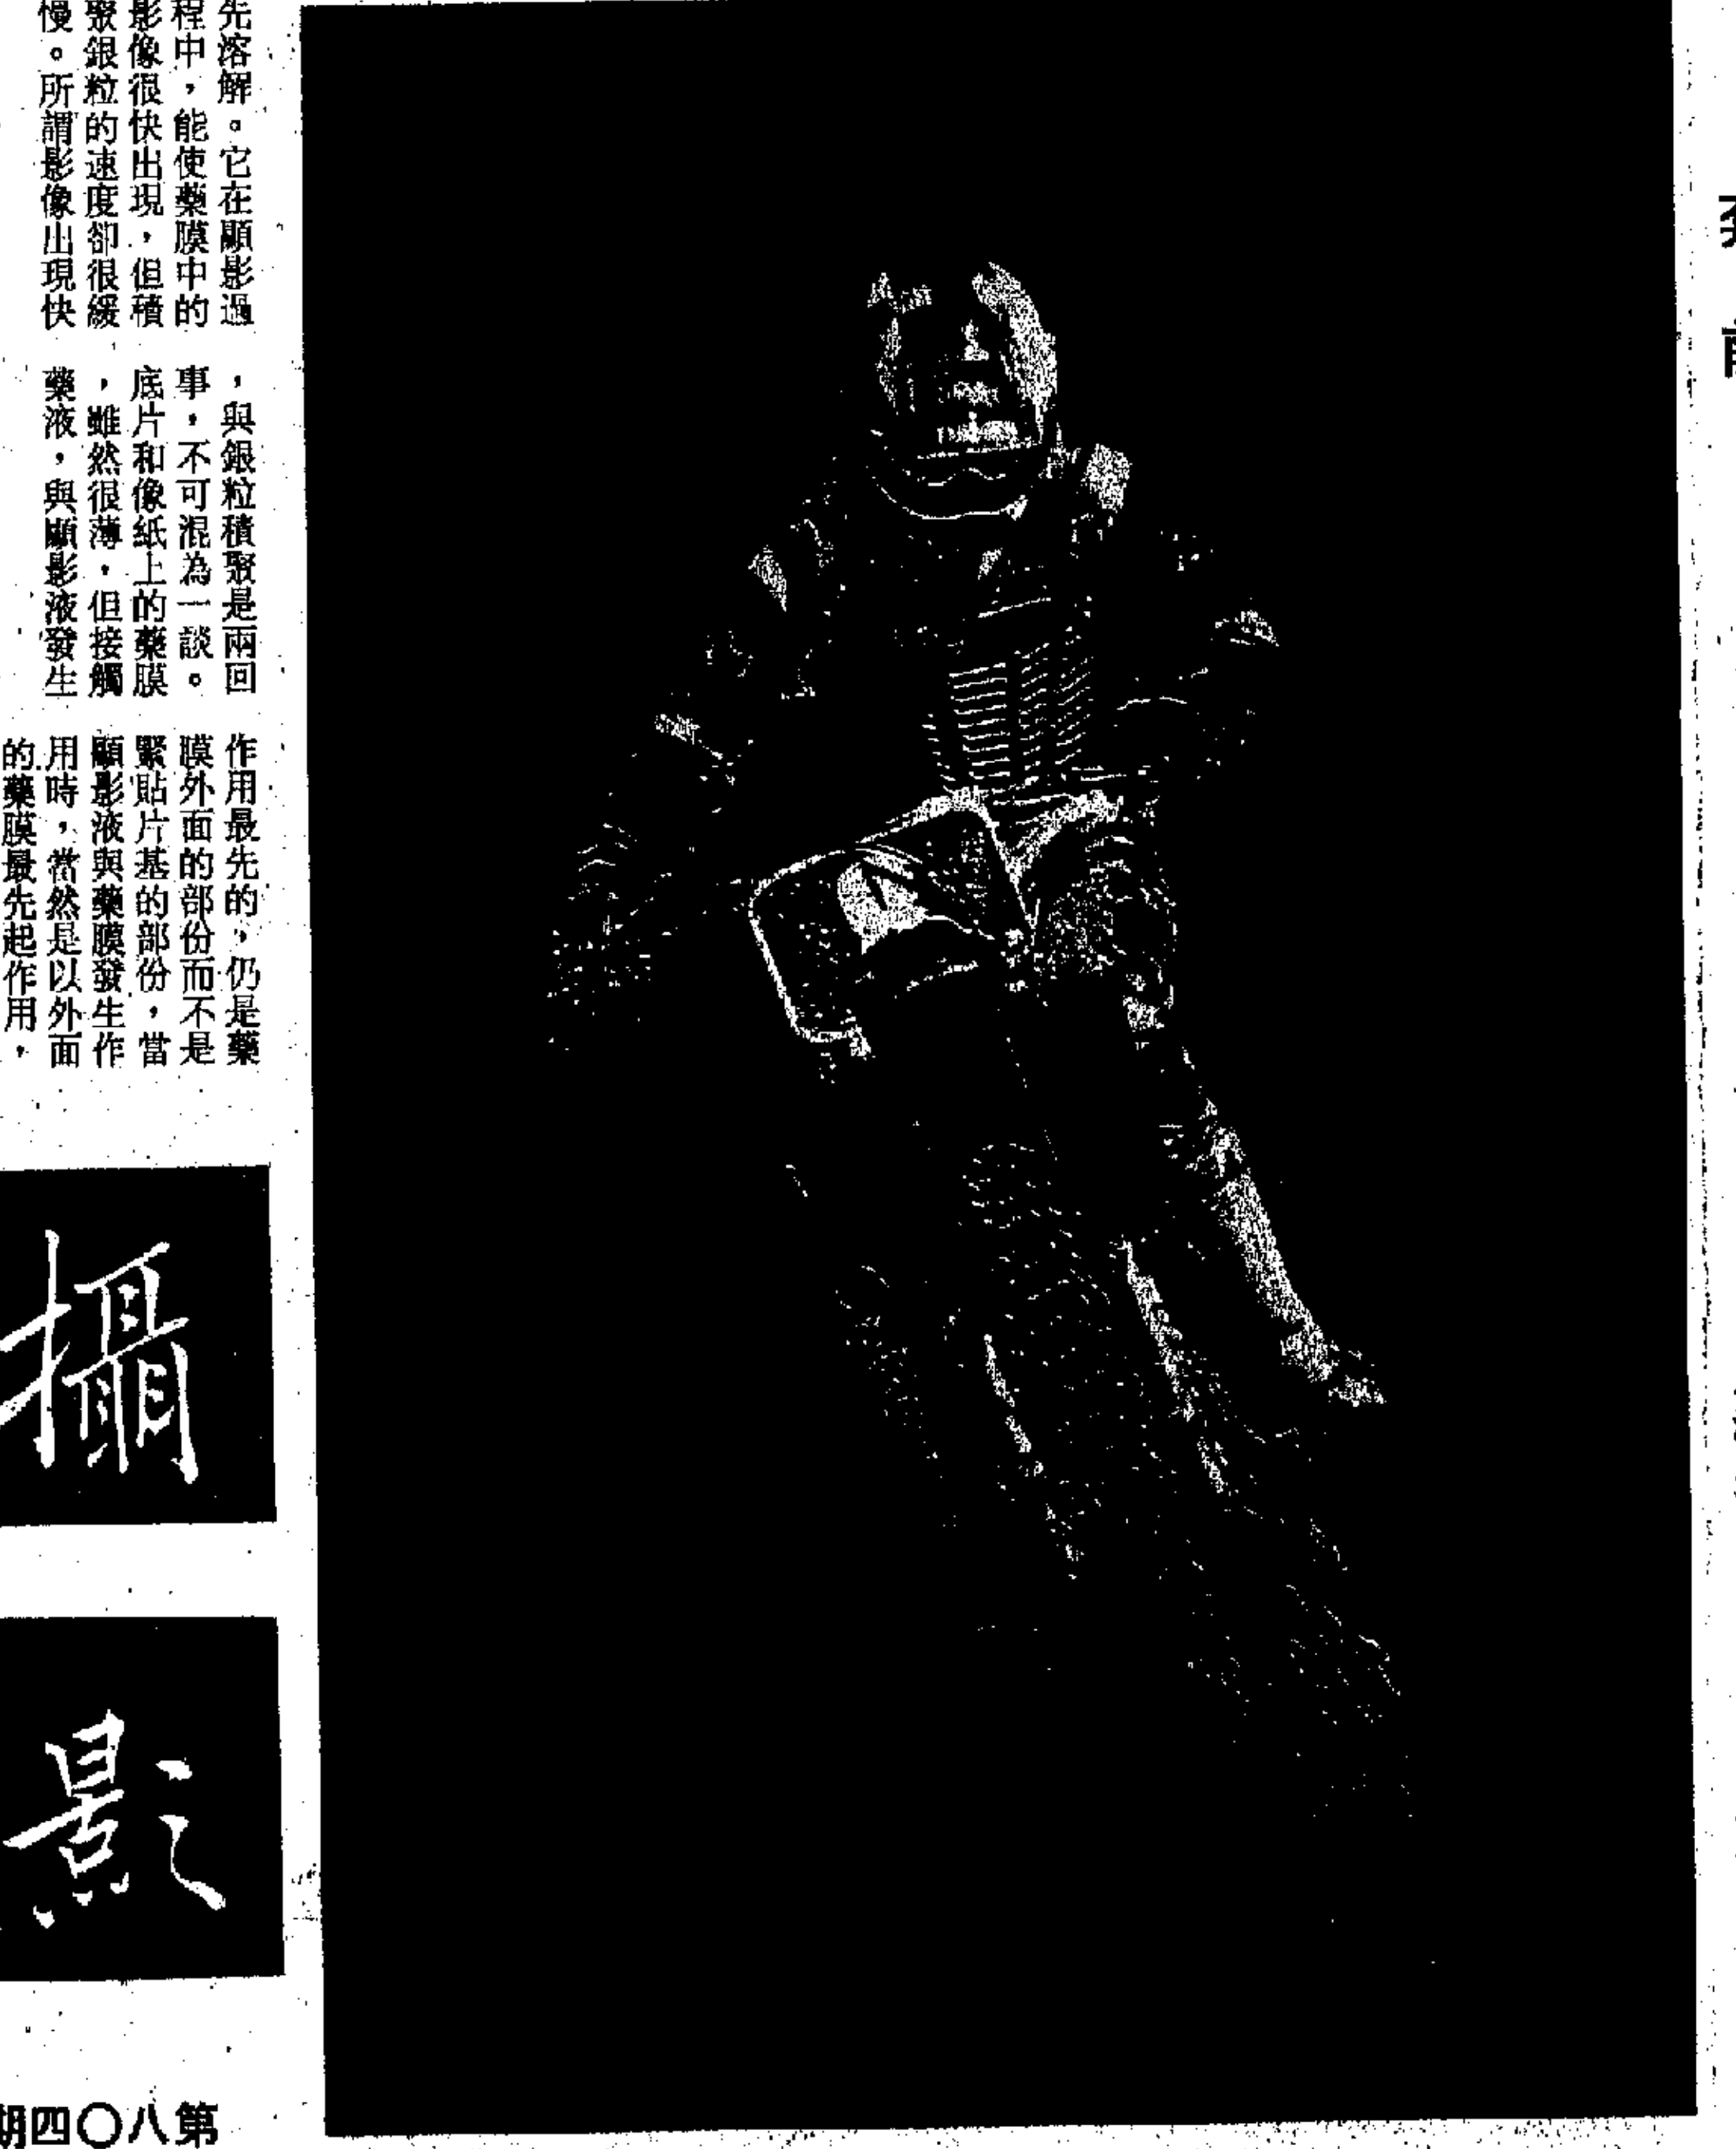 先溶解。它在顯影過
程中，能使藥膜中的
影像很快出現，但積
聚銀粒的速度卻很緩
慢。所謂影像出現快
，與銀粒積聚是兩回
事，不可混為一談。
底片和像紙上的藥膜
，雖然很薄，但接觸
藥液，與顯影液發生
作用最先的，仍是藥
膜外面的部份而不是
緊貼片基的部份，當
顯影液與藥膜發生作
用時，當然是以外面
的藥膜最先起作用，
攝
影
第八〇四期